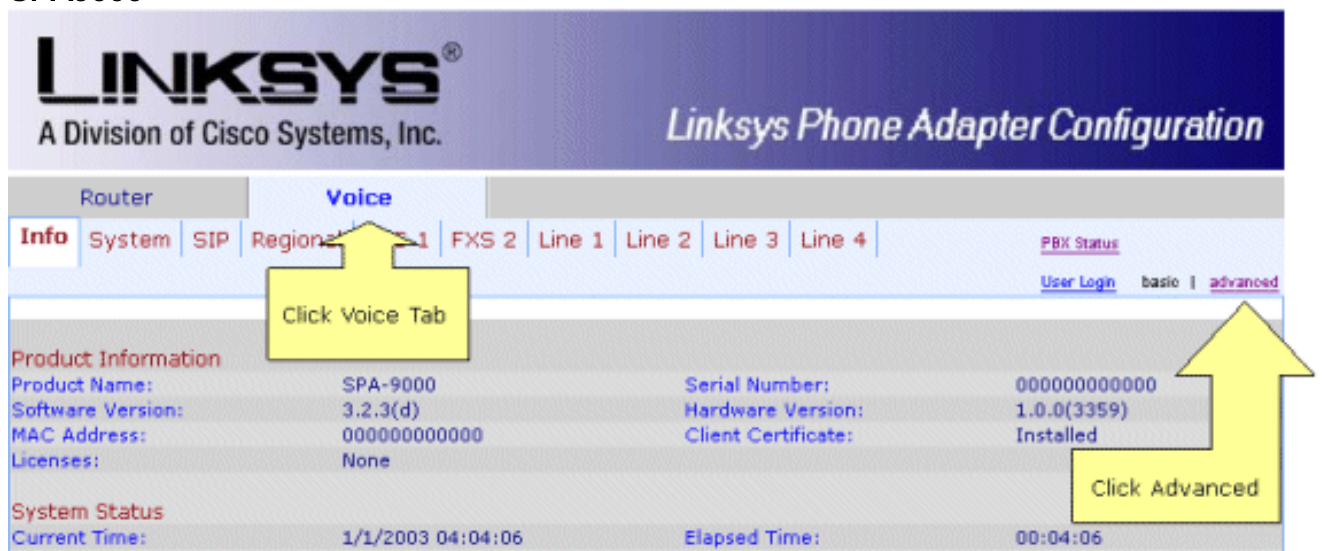 LINKSYS®
A Division of Cisco Systems, Inc.
Linksys Phone Adapter Configuration
Router Voice
Info System SIP Regional 1 FXS 2 Line 1 Line 2 Line 3 Line 4 PBX Status
User Login basic | advanced
Click Voice Tab
Product Information
Product Name: SPA-9000 Serial Number: 000000000000
Software Version: 3.2.3(d) Hardware Version: 1.0.0(3359)
MAC Address: 000000000000 Client Certificate: Installed
Licenses: None
Click Advanced
System Status
Current Time: 1/1/2003 04:04:06 Elapsed Time: 00:04:06